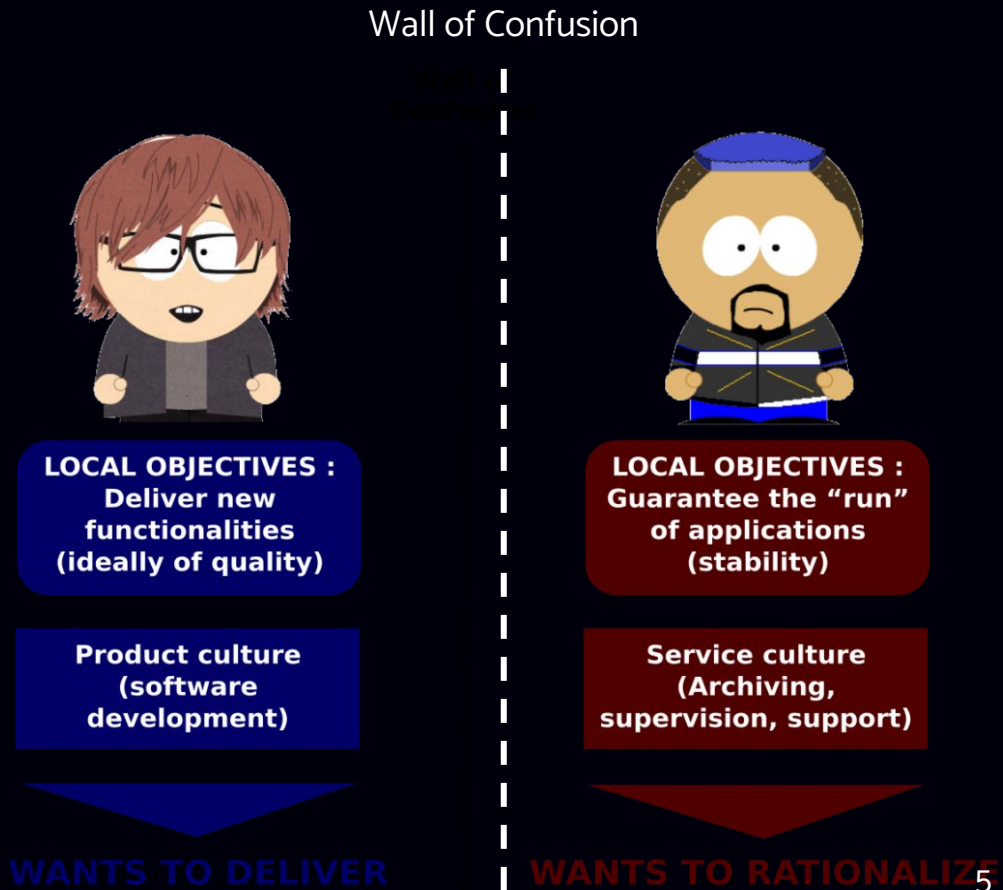 Wall of Confusion
LOCAL OBJECTIVES :
Deliver new
functionalities
(ideally of quality)
Product culture
(software
development)
WANTS TO DELIVER
LOCAL OBJECTIVES :
Guarantee the “run”
of applications
(stability)
Service culture
(Archiving,
supervision, support)
WANTS TO RATIONALIZE
5